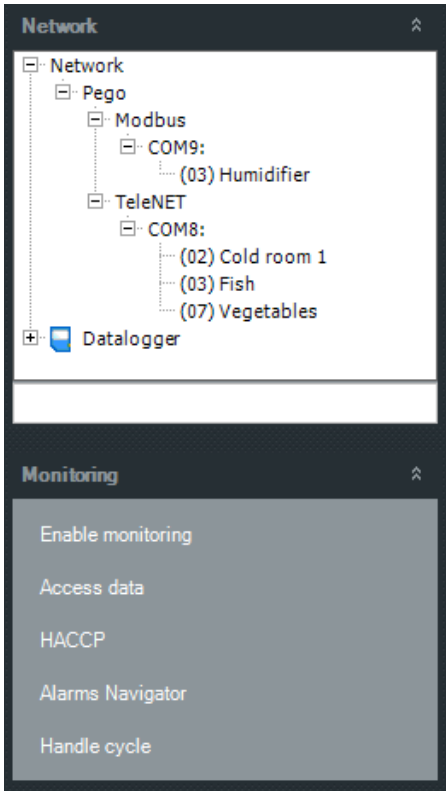 Network
Network
Pego
Modbus
COM9:
(03) Humidifier
TeleNET
COM8:
(02) Cold room 1
(03) Fish
(07) Vegetables
Datalogger
Monitoring
Enable monitoring
Access data
HACCP
Alarms Navigator
Handle cycle